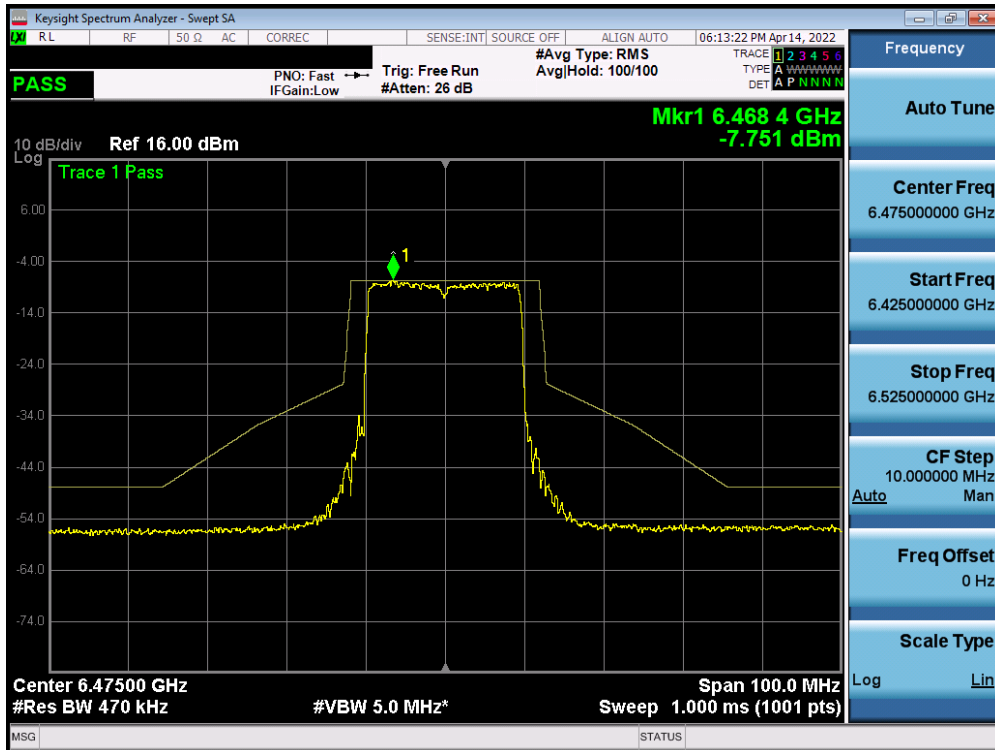 Keysight Spectrum Analyzer - Swept SA
LXI RL RF 50 Ω AC CORREC SENSE:INT SOURCE OFF ALIGN AUTO 06:13:22 PM Apr 14, 2022
PASS
PNO: Fast
IFGain:Low
Trig: Free Run
#Atten: 26 dB
#Avg Type: RMS
Avg|Hold: 100/100
TRACE 1 2 3 4 5 6
TYPE A WWWWW
DET A P N N N N
Mkr1 6.468 4 GHz
-7.751 dBm
10 dB/div Ref 16.00 dBm
Log
Trace 1 Pass
1
6.00
-4.00
-14.0
-24.0
-34.0
-44.0
-54.0
-64.0
-74.0
Center 6.47500 GHz Span 100.0 MHz
#Res BW 470 kHz #VBW 5.0 MHz* Sweep 1.000 ms (1001 pts)
MSG STATUS
Frequency
Auto Tune
Center Freq
6.475000000 GHz
Start Freq
6.425000000 GHz
Stop Freq
6.525000000 GHz
CF Step
10.000000 MHz
Auto Man
Freq Offset
0 Hz
Scale Type
Log Lin